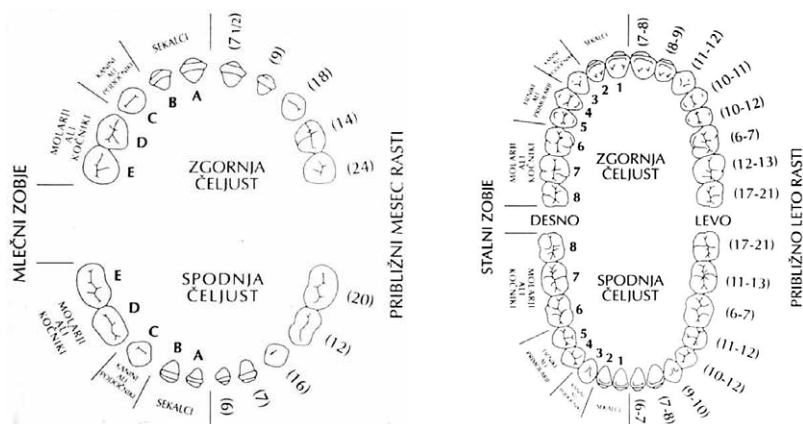 MLEČNI ZOBJE
MOLARJI
ALI
KOČNIKI
KANINI
ALI
PODOČNIKI
SEKALCI
(7 1/2)
(9)
(18)
(14)
(24)
A
B
C
D
E
ZGORNJA
ČELJUST
E
D
C
B
A
SPODNJA
ČELJUST
(20)
(12)
(16)
(7)
(9)
MOLARJI
ALI
KOČNIKI
KANINI
ALI
PODOČNIKI
SEKALCI
PRIBLIŽNI MESEC RASTI
STALNI ZOBJE
MOLARJI
ALI
KOČNIKI
SEKALCI
(7-8)
(8-9)
(11-12)
(10-11)
(10-12)
(6-7)
(12-13)
(17-21)
1
2
3
4
5
6
7
8
ZGORNJA
ČELJUST
DESNO
LEVO
8
7
6
5
4
3
2
1
SPODNJA
ČELJUST
(17-21)
(11-13)
(6-7)
(11-12)
(10-12)
(9-10)
(7-8)
(6-7)
MOLARJI
ALI
KOČNIKI
SEKALCI
PRIBLIŽNO LETO RASTI